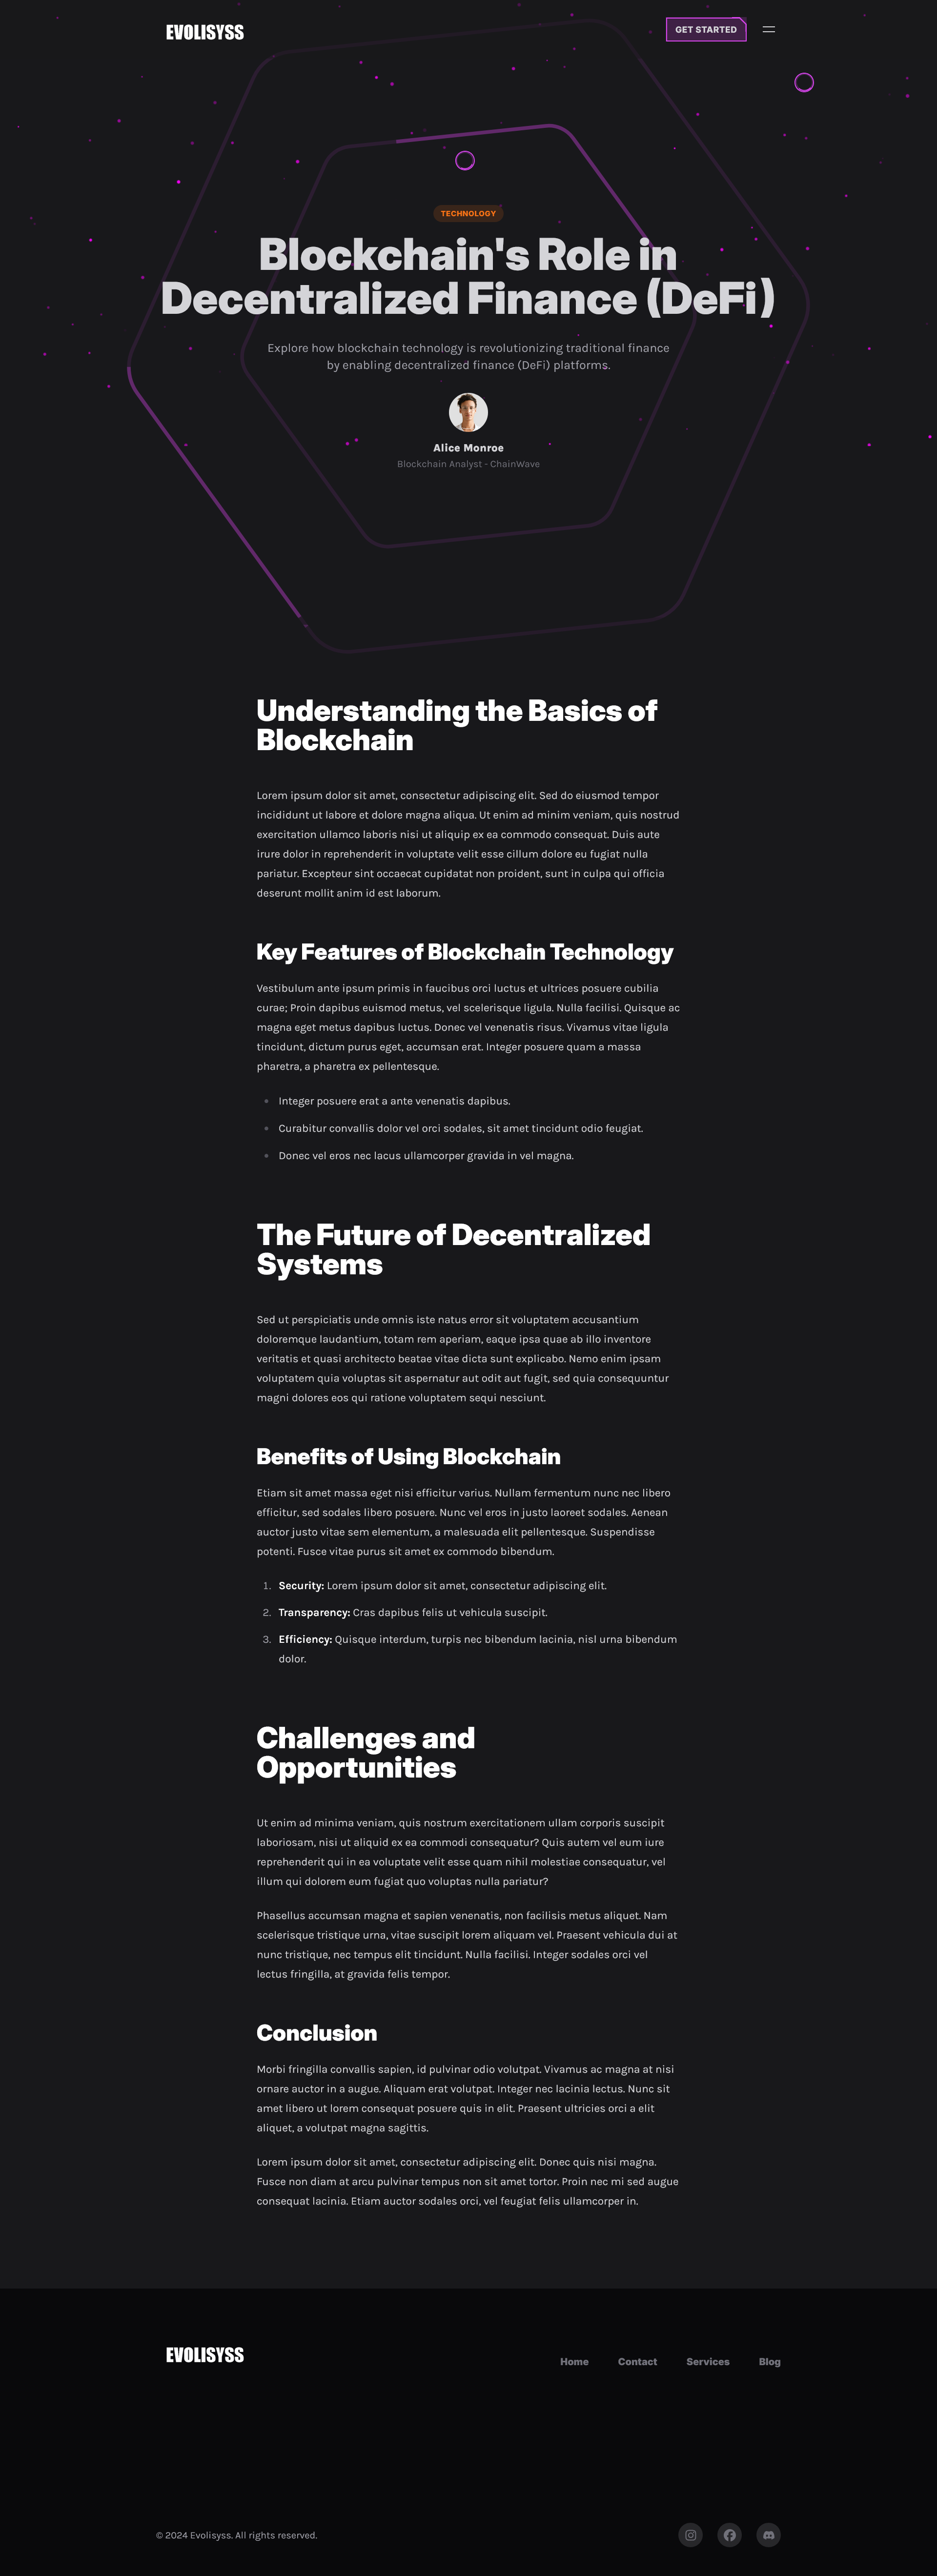 EVOLISYSS
GET STARTED
TECHNOLOGY
Blockchain's Role in
Decentralized Finance (DeFi)
Explore how blockchain technology is revolutionizing traditional finance
by enabling decentralized finance (DeFi) platforms.
Alice Monroe
Blockchain Analyst - ChainWave
Understanding the Basics of
Blockchain
Lorem ipsum dolor sit amet, consectetur adipiscing elit. Sed do eiusmod tempor
incididunt ut labore et dolore magna aliqua. Ut enim ad minim veniam, quis nostrud
exercitation ullamco laboris nisi ut aliquip ex ea commodo consequat. Duis aute
irure dolor in reprehenderit in voluptate velit esse cillum dolore eu fugiat nulla
pariatur. Excepteur sint occaecat cupidatat non proident, sunt in culpa qui officia
deserunt mollit anim id est laborum.
Key Features of Blockchain Technology
Vestibulum ante ipsum primis in faucibus orci luctus et ultrices posuere cubilia
curae; Proin dapibus euismod metus, vel scelerisque ligula. Nulla facilisi. Quisque ac
magna eget metus dapibus luctus. Donec vel venenatis risus. Vivamus vitae ligula
tincidunt, dictum purus eget, accumsan erat. Integer posuere quam a massa
pharetra, a pharetra ex pellentesque.
Integer posuere erat a ante venenatis dapibus.
Curabitur convallis dolor vel orci sodales, sit amet tincidunt odio feugiat.
Donec vel eros nec lacus ullamcorper gravida in vel magna.
The Future of Decentralized
Systems
Sed ut perspiciatis unde omnis iste natus error sit voluptatem accusantium
doloremque laudantium, totam rem aperiam, eaque ipsa quae ab illo inventore
veritatis et quasi architecto beatae vitae dicta sunt explicabo. Nemo enim ipsam
voluptatem quia voluptas sit aspernatur aut odit aut fugit, sed quia consequuntur
magni dolores eos qui ratione voluptatem sequi nesciunt.
Benefits of Using Blockchain
Etiam sit amet massa eget nisi efficitur varius. Nullam fermentum nunc nec libero
efficitur, sed sodales libero posuere. Nunc vel eros in justo laoreet sodales. Aenean
auctor justo vitae sem elementum, a malesuada elit pellentesque. Suspendisse
potenti. Fusce vitae purus sit amet ex commodo bibendum.
1. Security: Lorem ipsum dolor sit amet, consectetur adipiscing elit.
2. Transparency: Cras dapibus felis ut vehicula suscipit.
3. Efficiency: Quisque interdum, turpis nec bibendum lacinia, nisl urna bibendum
dolor.
Challenges and
Opportunities
Ut enim ad minima veniam, quis nostrum exercitationem ullam corporis suscipit
laboriosam, nisi ut aliquid ex ea commodi consequatur? Quis autem vel eum iure
reprehenderit qui in ea voluptate velit esse quam nihil molestiae consequatur, vel
illum qui dolorem eum fugiat quo voluptas nulla pariatur?
Phasellus accumsan magna et sapien venenatis, non facilisis metus aliquet. Nam
scelerisque tristique urna, vitae suscipit lorem aliquam vel. Praesent vehicula dui at
nunc tristique, nec tempus elit tincidunt. Nulla facilisi. Integer sodales orci vel
lectus fringilla, at gravida felis tempor.
Conclusion
Morbi fringilla convallis sapien, id pulvinar odio volutpat. Vivamus ac magna at nisi
ornare auctor in a augue. Aliquam erat volutpat. Integer nec lacinia lectus. Nunc sit
amet libero ut lorem consequat posuere quis in elit. Praesent ultricies orci a elit
aliquet, a volutpat magna sagittis.
Lorem ipsum dolor sit amet, consectetur adipiscing elit. Donec quis nisi magna.
Fusce non diam at arcu pulvinar tempus non sit amet tortor. Proin nec mi sed augue
consequat lacinia. Etiam auctor sodales orci, vel feugiat felis ullamcorper in.
EVOLISYSS
Home Contact Services Blog
© 2024 Evolisyss. All rights reserved.